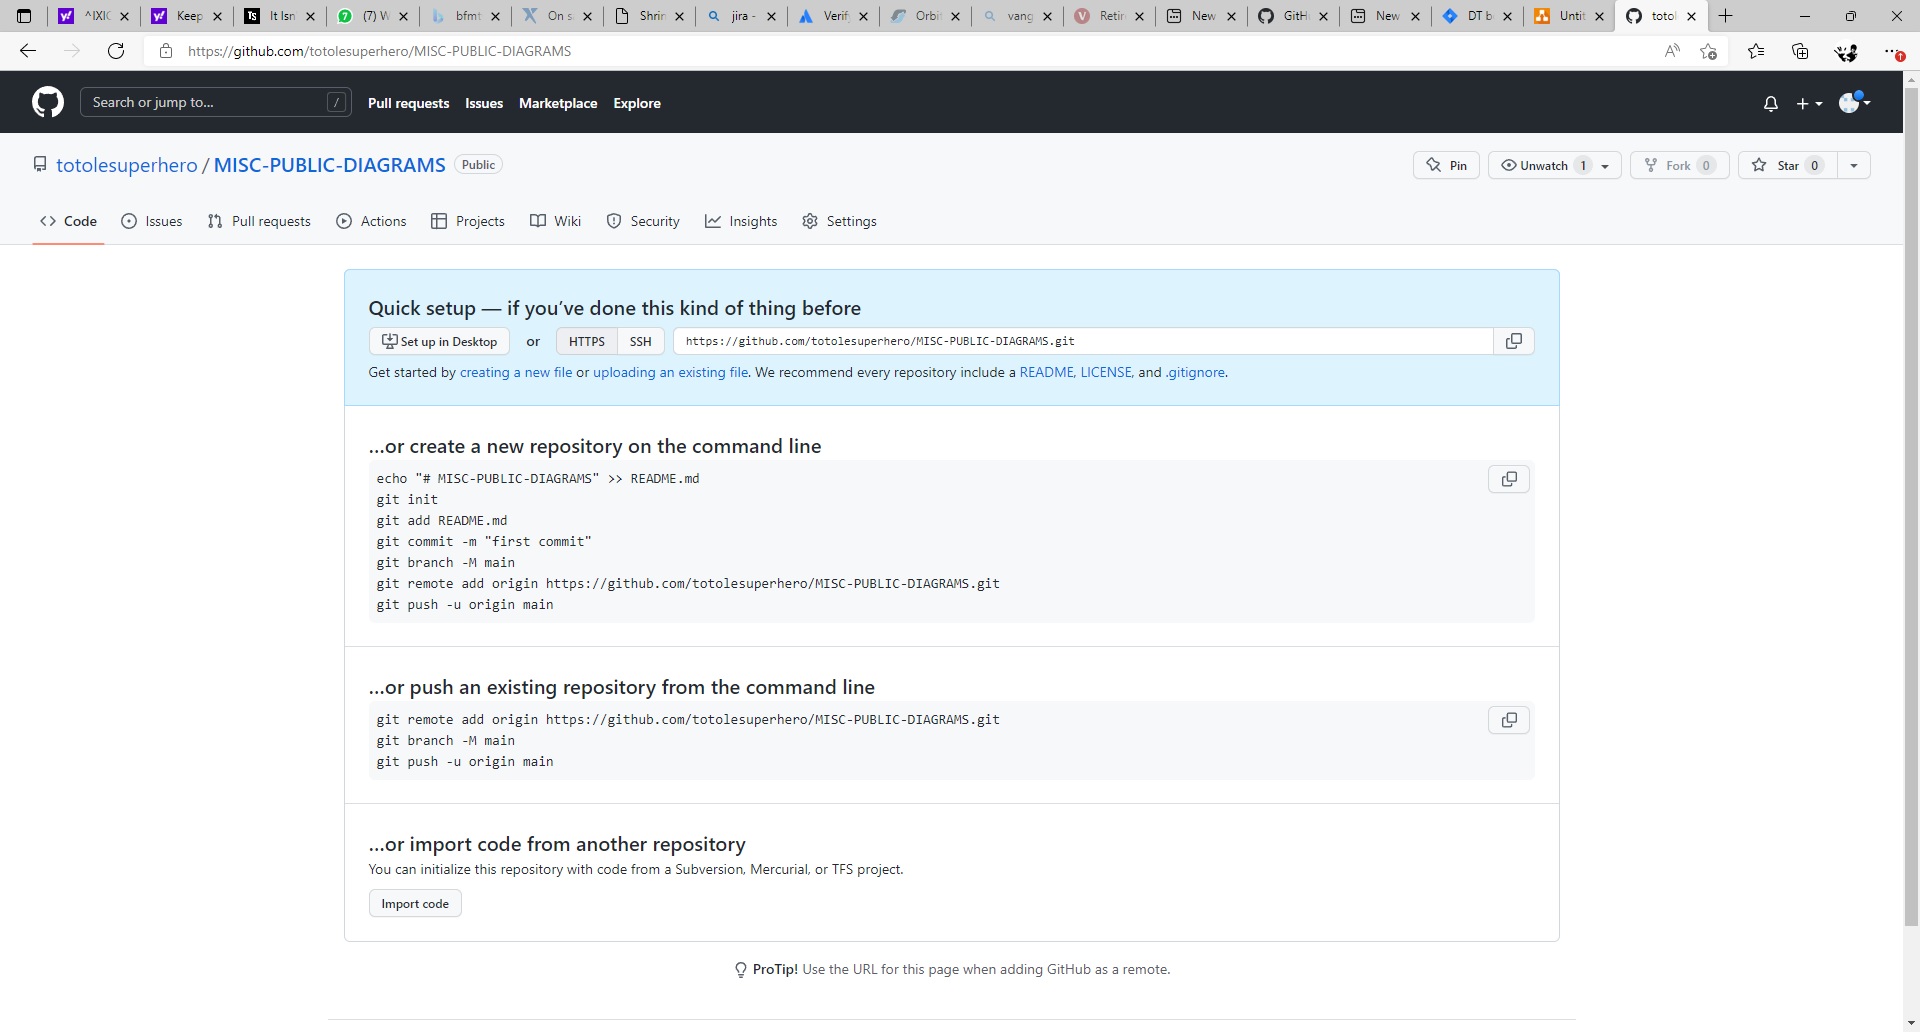 ^IXIC
Keep
It Isn
(7) W
bfmt
On s
Shrin
jira -
Verify
Orbit
vang
Retir
New
GitH
New
DT b
Untit
totol
https://github.com/totolesuperhero/MISC-PUBLIC-DIAGRAMS
Search or jump to... /
Pull requests Issues Marketplace Explore
totolesuperhero / MISC-PUBLIC-DIAGRAMS Public
Pin Unwatch 1 Fork 0 Star 0
Code Issues Pull requests Actions Projects Wiki Security Insights Settings
Quick setup — if you’ve done this kind of thing before
Set up in Desktop or HTTPS SSH https://github.com/totolesuperhero/MISC-PUBLIC-DIAGRAMS.git
Get started by creating a new file or uploading an existing file. We recommend every repository include a README, LICENSE, and .gitignore.
…or create a new repository on the command line
echo "# MISC-PUBLIC-DIAGRAMS" >> README.md
git init
git add README.md
git commit -m "first commit"
git branch -M main
git remote add origin https://github.com/totolesuperhero/MISC-PUBLIC-DIAGRAMS.git
git push -u origin main
…or push an existing repository from the command line
git remote add origin https://github.com/totolesuperhero/MISC-PUBLIC-DIAGRAMS.git
git branch -M main
git push -u origin main
…or import code from another repository
You can initialize this repository with code from a Subversion, Mercurial, or TFS project.
Import code
ProTip! Use the URL for this page when adding GitHub as a remote.